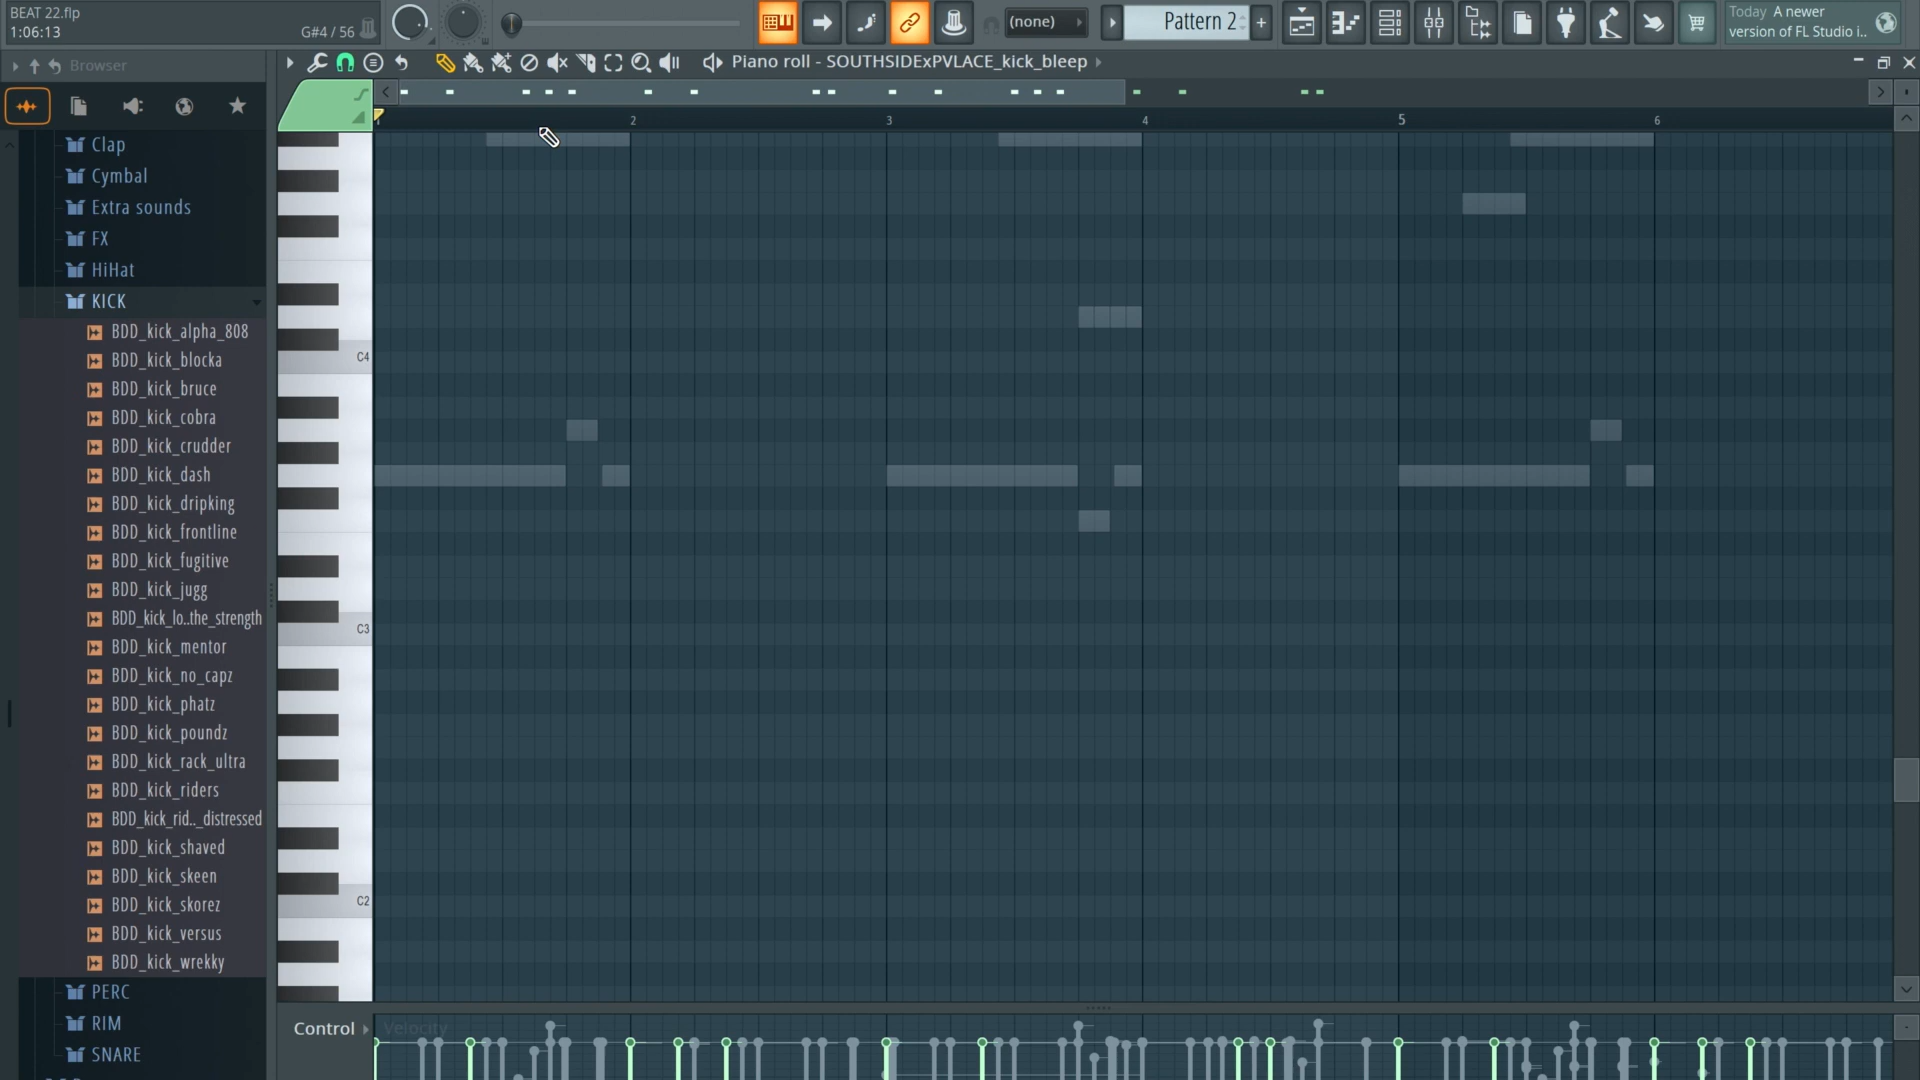 BEAT 22.flp
1:06:13
G#4 / 56
(none)
Pattern 2
Today A newer
version of FL Studio i..
Browser
Piano roll - SOUTHSIDExPVLACE_kick_bleep
1
2
3
4
5
6
Clap
Cymbal
Extra sounds
FX
HiHat
KICK
BDD_kick_alpha_808
BDD_kick_blocka
BDD_kick_bruce
BDD_kick_cobra
BDD_kick_crudder
BDD_kick_dash
BDD_kick_dripking
BDD_kick_frontline
BDD_kick_fugitive
BDD_kick_jugg
BDD_kick_lo..the_strength
BDD_kick_mentor
BDD_kick_no_capz
BDD_kick_phatz
BDD_kick_poundz
BDD_kick_rack_ultra
BDD_kick_riders
BDD_kick_rid.._distressed
BDD_kick_shaved
BDD_kick_skeen
BDD_kick_skorez
BDD_kick_versus
BDD_kick_wrekky
PERC
RIM
SNARE
C4
C3
C2
Control
Velocity